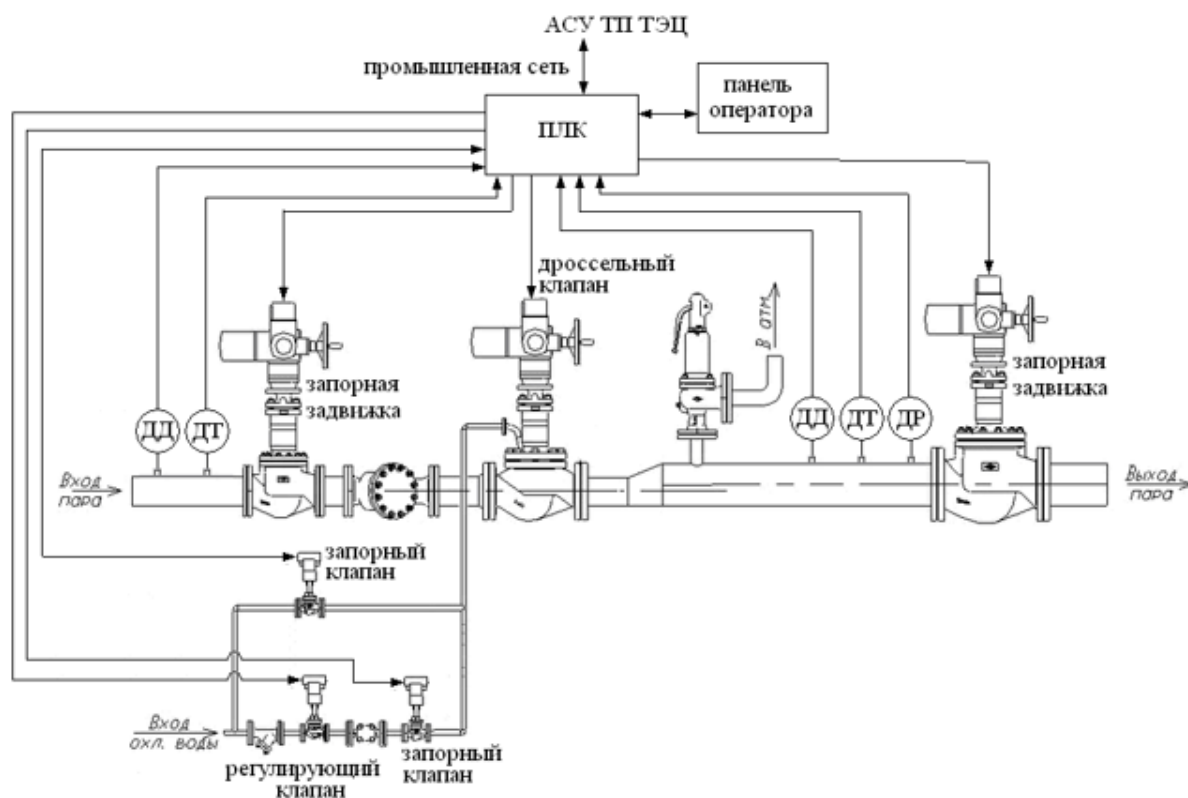 АСУ ТП ТЭЦ
промышленная сеть
панель
оператора
ПЛК
дроссельный
клапан
В атм.
запорная
задвижка
запорная
задвижка
ДД
ДТ
ДД
ДТ
ДР
Вход
пара
Выход
пара
запорный
клапан
Вход
охл. воды
регулирующий
клапан
запорный
клапан